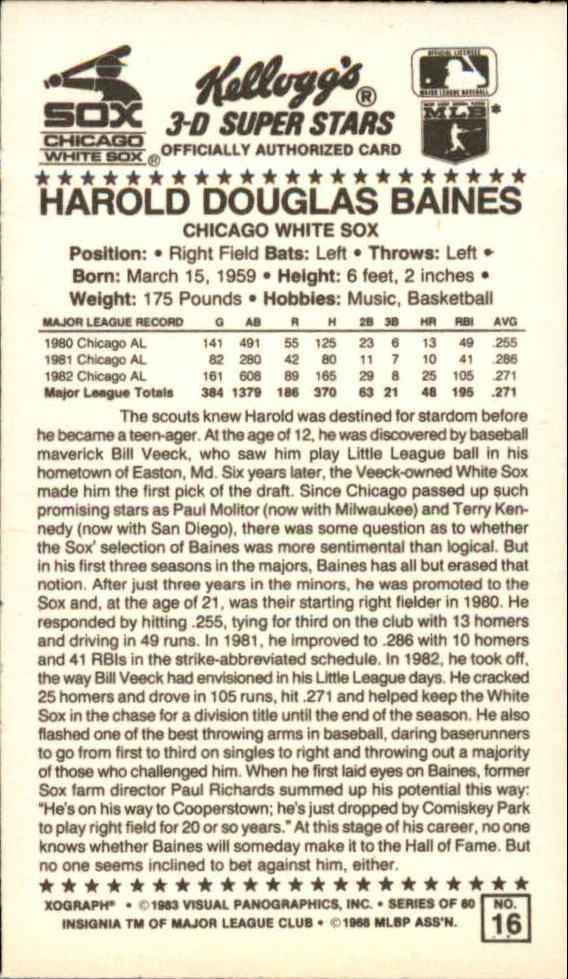 SOX
CHICAGO
WHITE SOX ®
Kellogg's ®
3-D SUPER STARS
OFFICIALLY AUTHORIZED CARD
OFFICIAL LICENSEE
MAJOR LEAGUE BASEBALL
MLB *
HAROLD DOUGLAS BAINES
CHICAGO WHITE SOX
Position: • Right Field Bats: Left • Throws: Left •
Born: March 15, 1959 • Height: 6 feet, 2 inches •
Weight: 175 Pounds • Hobbies: Music, Basketball
MAJOR LEAGUE RECORD G AB R H 2B 3B HR RBI AVG
1980 Chicago AL 141 491 55 125 23 6 13 49 .255
1981 Chicago AL 82 280 42 80 11 7 10 41 .286
1982 Chicago AL 161 608 89 165 29 8 25 105 .271
Major League Totals 384 1379 186 370 63 21 48 195 .271
The scouts knew Harold was destined for stardom before
he became a teen-ager. At the age of 12, he was discovered by baseball
maverick Bill Veeck, who saw him play Little League ball in his
hometown of Easton, Md. Six years later, the Veeck-owned White Sox
made him the first pick of the draft. Since Chicago passed up such
promising stars as Paul Molitor (now with Milwaukee) and Terry Ken-
nedy (now with San Diego), there was some question as to whether
the Sox' selection of Baines was more sentimental than logical. But
in his first three seasons in the majors, Baines has all but erased that
notion. After just three years in the minors, he was promoted to the
Sox and, at the age of 21, was their starting right fielder in 1980. He
responded by hitting .255, tying for third on the club with 13 homers
and driving in 49 runs. In 1981, he improved to .286 with 10 homers
and 41 RBIs in the strike-abbreviated schedule. In 1982, he took off,
the way Bill Veeck had envisioned in his Little League days. He cracked
25 homers and drove in 105 runs, hit .271 and helped keep the White
Sox in the chase for a division title until the end of the season. He also
flashed one of the best throwing arms in baseball, daring baserunners
to go from first to third on singles to right and throwing out a majority
of those who challenged him. When he first laid eyes on Baines, former
Sox farm director Paul Richards summed up his potential this way:
"He's on his way to Cooperstown; he's just dropped by Comiskey Park
to play right field for 20 or so years." At this stage of his career, no one
knows whether Baines will someday make it to the Hall of Fame. But
no one seems inclined to bet against him, either.
XOGRAPH® • ©1983 VISUAL PANOGRAPHICS, INC. • SERIES OF 60
INSIGNIA TM OF MAJOR LEAGUE CLUB • ©1968 MLBP ASS'N.
NO.
16